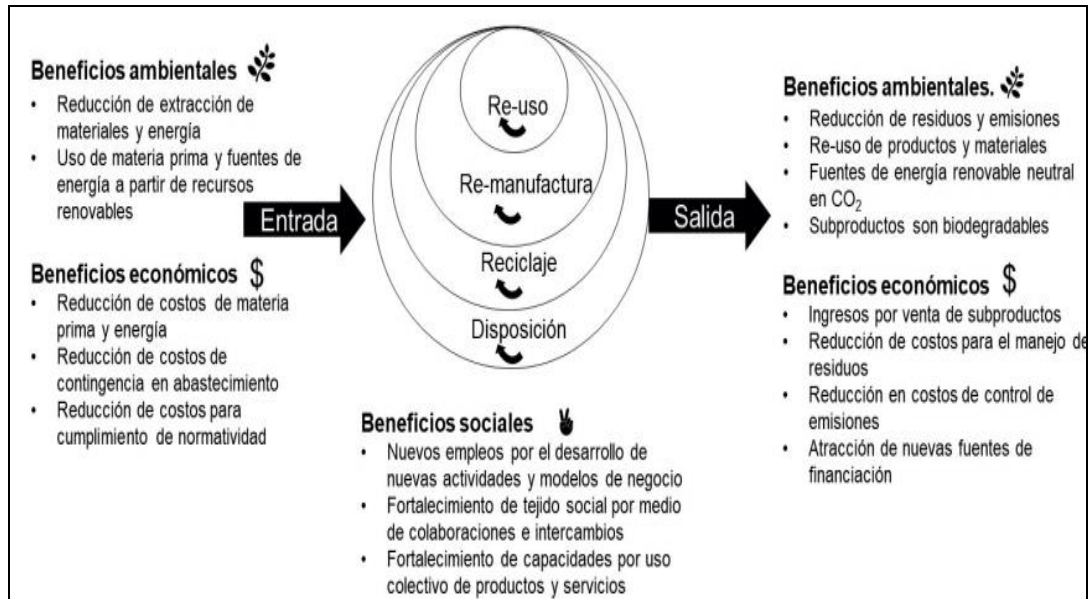 Beneficios ambientales
• Reducción de extracción de
materiales y energía
• Uso de materia prima y fuentes de
energía a partir de recursos
renovables
Beneficios económicos $
• Reducción de costos de materia
prima y energía
• Reducción de costos de
contingencia en abastecimiento
• Reducción de costos para
cumplimiento de normatividad
Entrada
Re-uso
Re-manufactura
Reciclaje
Disposición
Salida
Beneficios sociales
• Nuevos empleos por el desarrollo de
nuevas actividades y modelos de negocio
• Fortalecimiento de tejido social por medio
de colaboraciones e intercambios
• Fortalecimiento de capacidades por uso
colectivo de productos y servicios
Beneficios ambientales.
• Reducción de residuos y emisiones
• Re-uso de productos y materiales
• Fuentes de energía renovable neutral
en CO₂
• Subproductos son biodegradables
Beneficios económicos $
• Ingresos por venta de subproductos
• Reducción de costos para el manejo de
residuos
• Reducción en costos de control de
emisiones
• Atracción de nuevas fuentes de
financiación